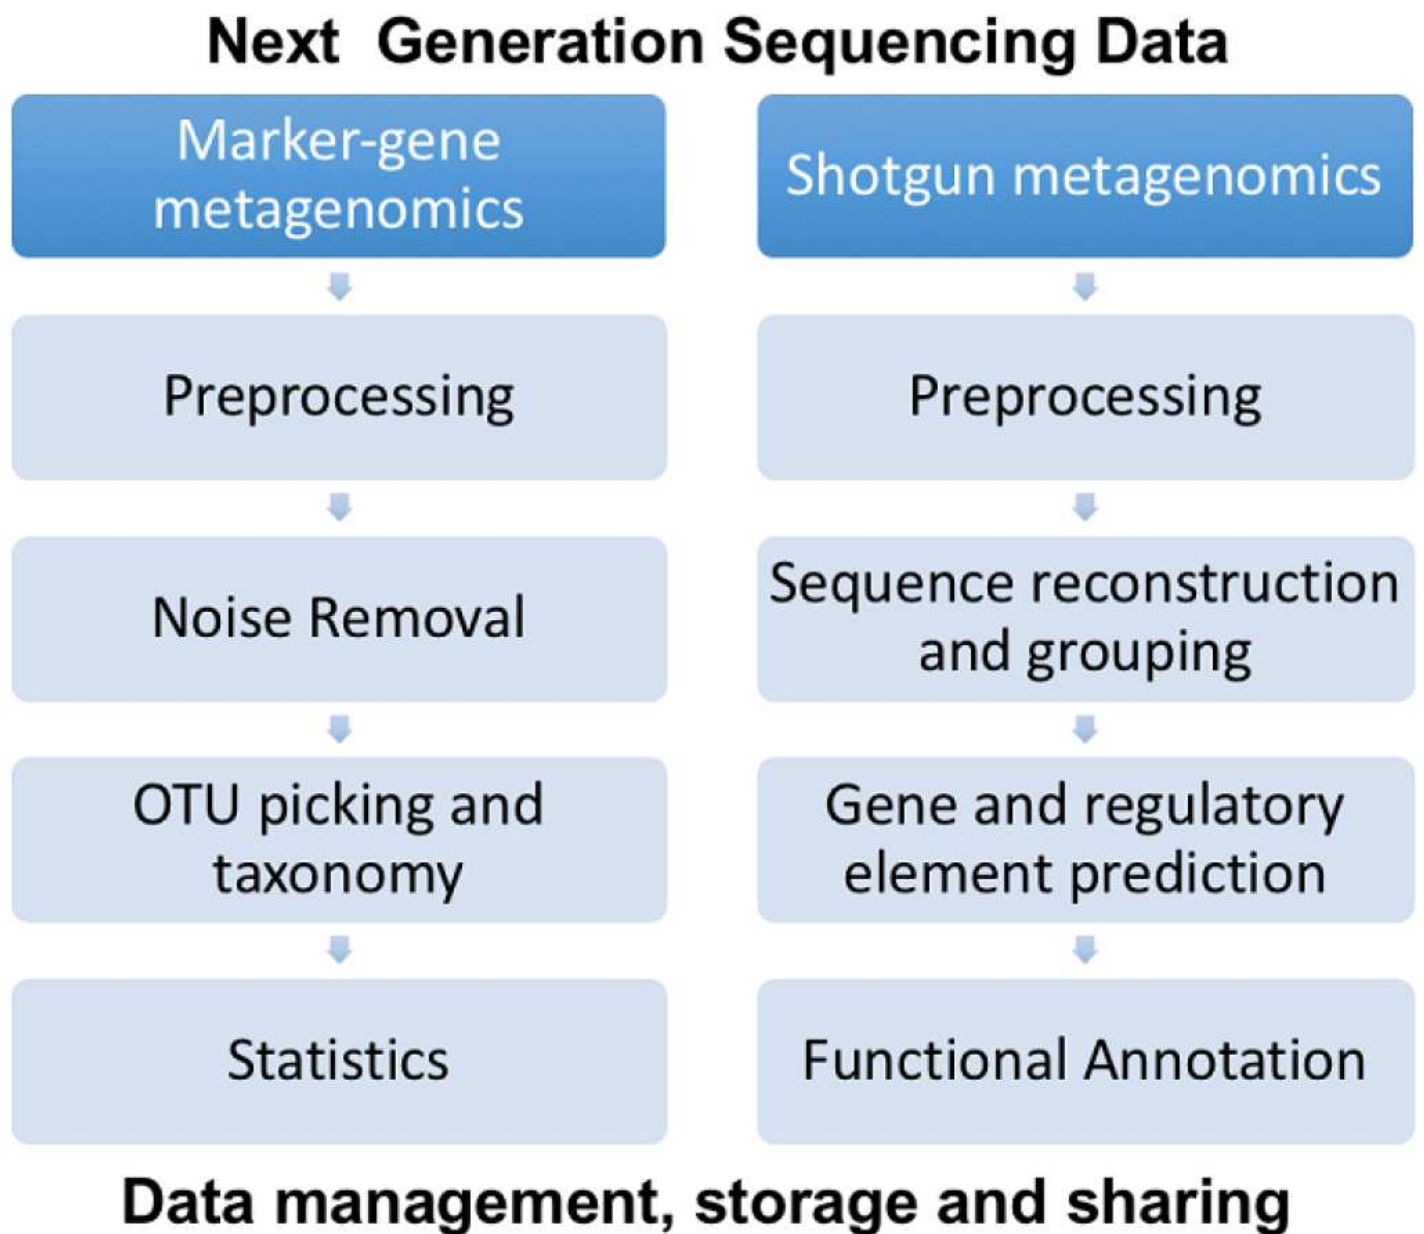 Next Generation Sequencing Data
Marker-gene
metagenomics
Preprocessing
Noise Removal
OTU picking and
taxonomy
Statistics
Shotgun metagenomics
Preprocessing
Sequence reconstruction
and grouping
Gene and regulatory
element prediction
Functional Annotation
Data management, storage and sharing